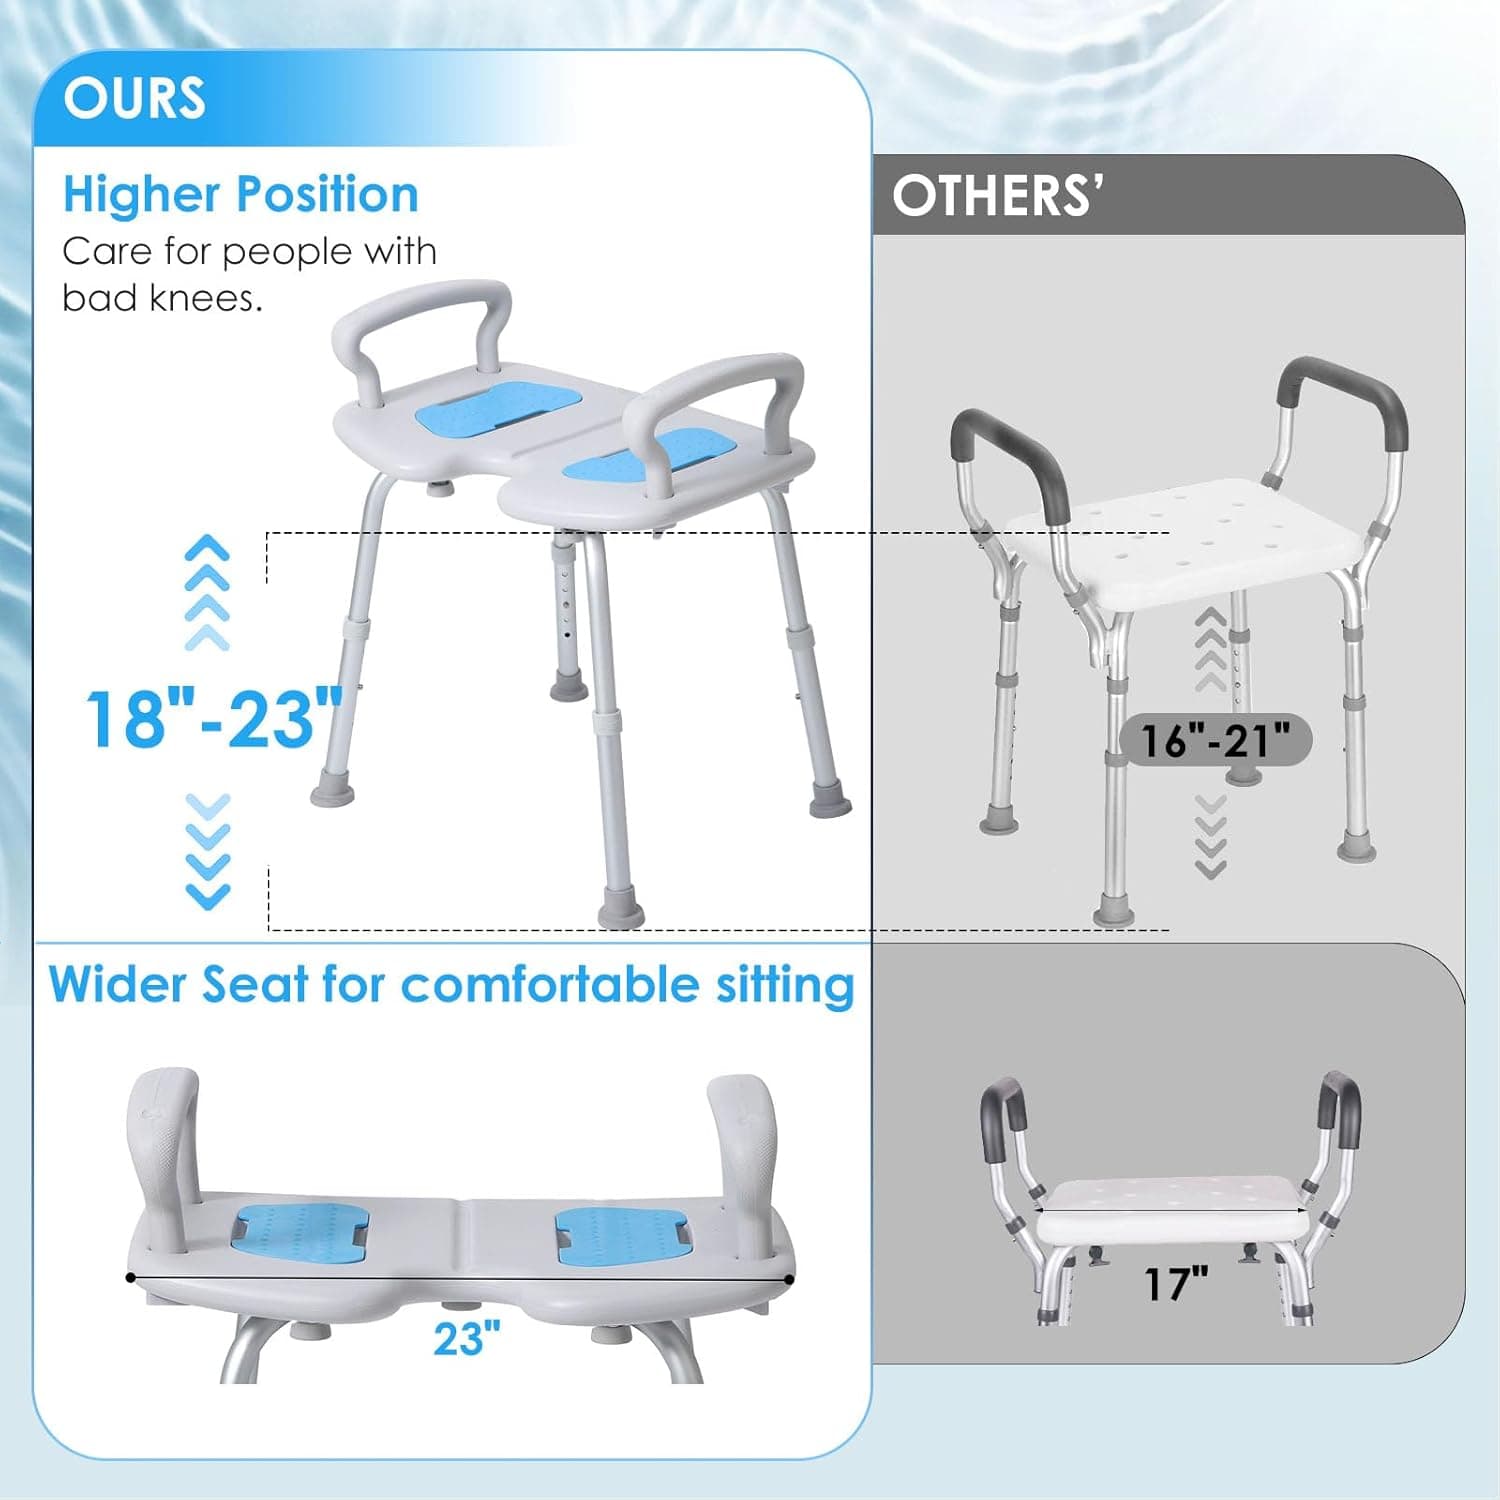 OURS
Higher Position
Care for people with
bad knees.
18"-23"
OTHERS’
16"-21"
Wider Seat for comfortable sitting
23"
17"